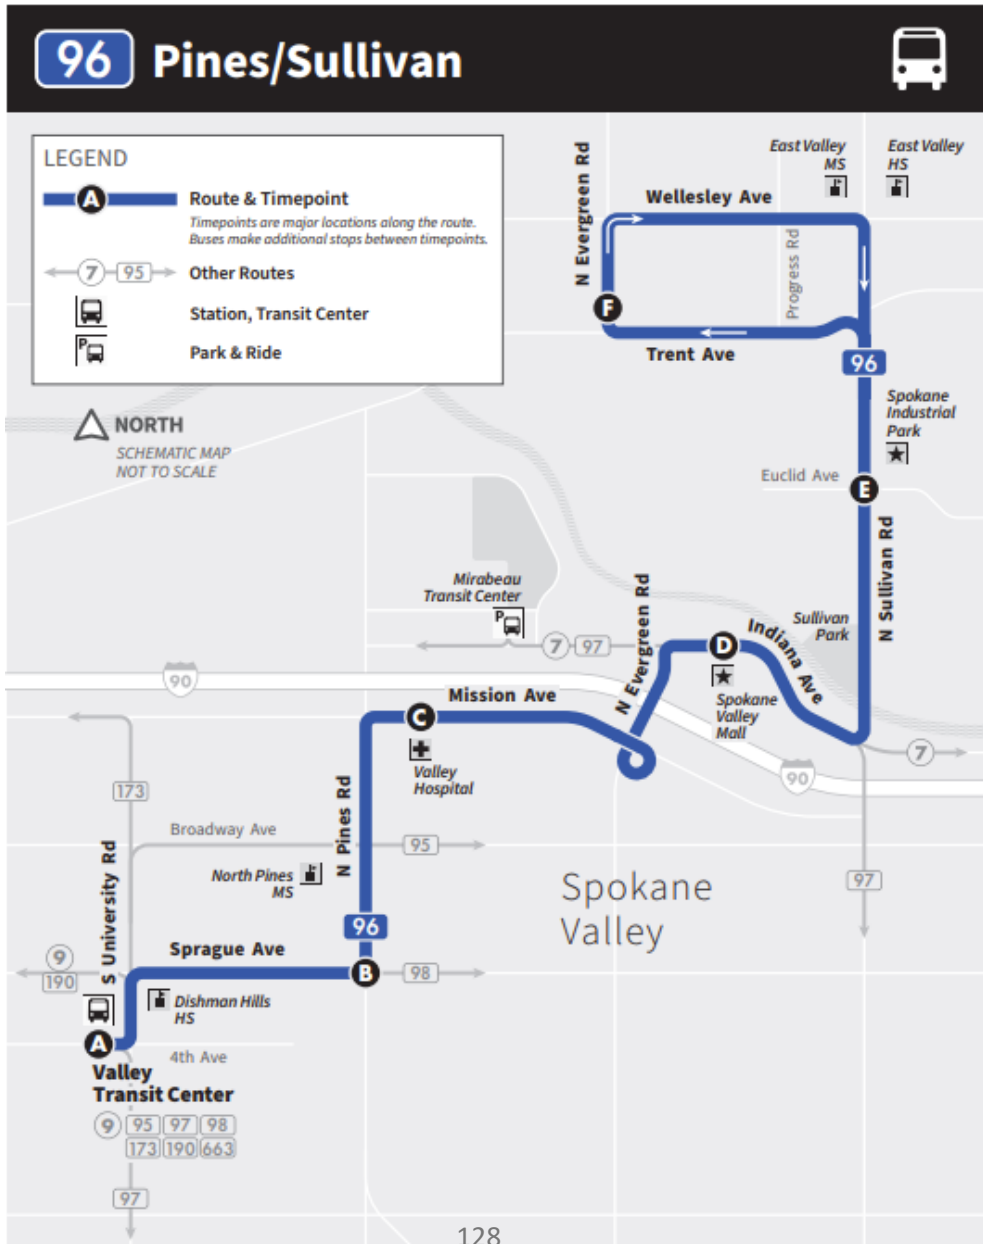 96 Pines/Sullivan
LEGEND
A
Route & Timepoint
Timepoints are major locations along the route.
Buses make additional stops between timepoints.
7 95
Other Routes
Station, Transit Center
P
Park & Ride
NORTH
SCHEMATIC MAP
NOT TO SCALE
East Valley
MS
East Valley
HS
N Evergreen Rd
Wellesley Ave
Progress Rd
F
Trent Ave
96
Spokane
Industrial
Park
Euclid Ave
E
N Sullivan Rd
Mirabeau
Transit Center
P
7 97
N Evergreen Rd
D
Indiana Ave
Sullivan
Park
Spokane
Valley
Mall
90
Mission Ave
C
Valley
Hospital
90
7
173
N Pines Rd
Broadway Ave
95
S University Rd
North Pines
MS
Spokane
Valley
97
96
Sprague Ave
9
190
B
98
Dishman Hills
HS
A
4th Ave
Valley
Transit Center
9 95 97 98
173 190 663
97
128